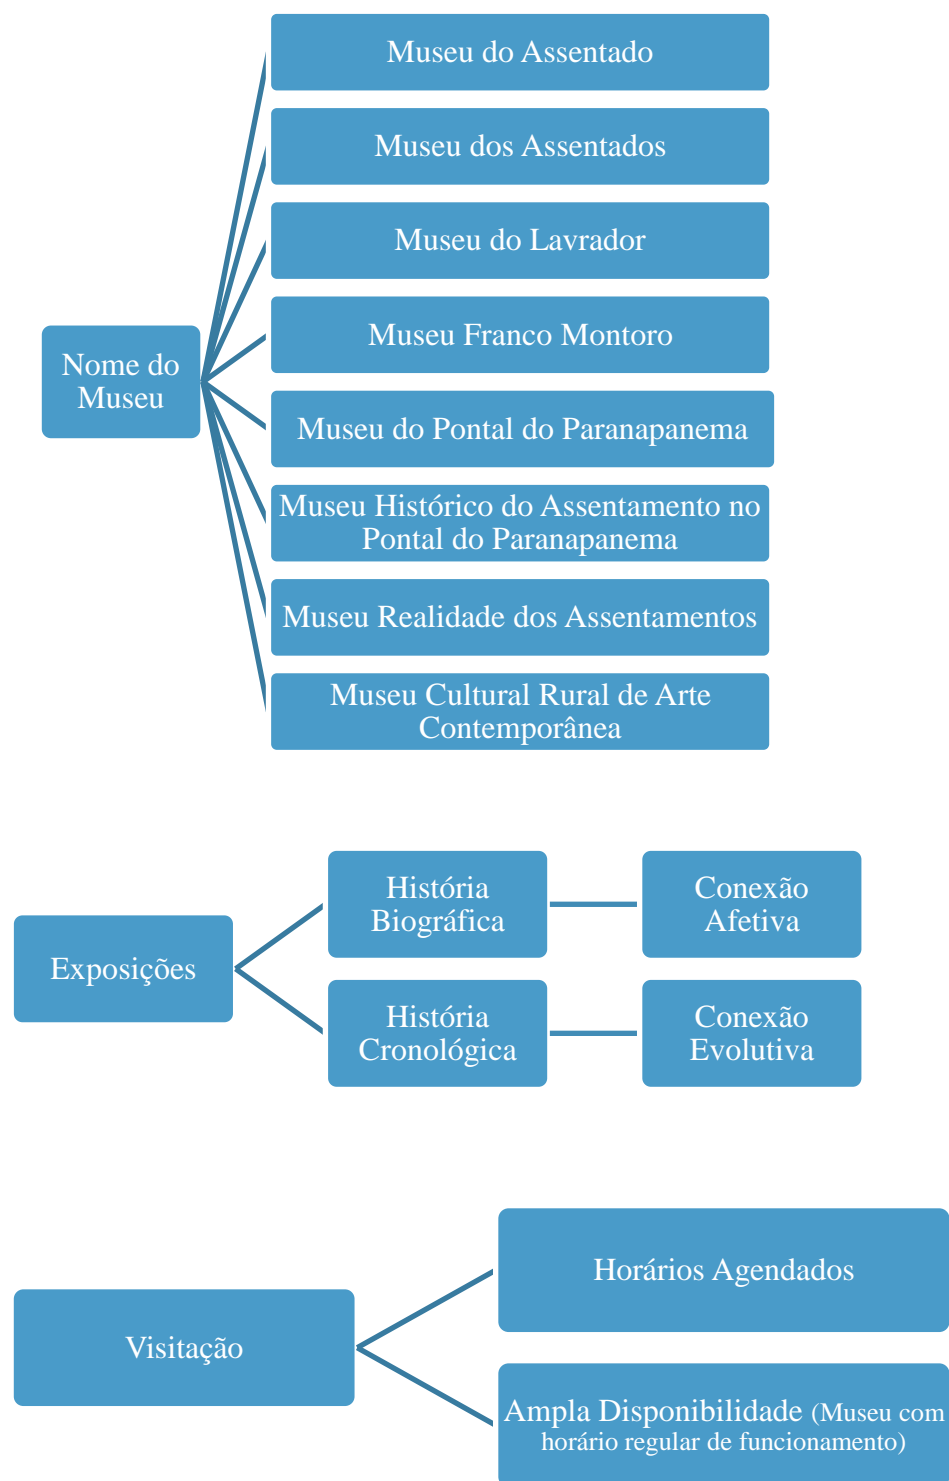 Museu do Assentado
Museu dos Assentados
Museu do Lavrador
Museu Franco Montoro
Nome do
Museu
Museu do Pontal do Paranapanema
Museu Histórico do Assentamento no
Pontal do Paranapanema
Museu Realidade dos Assentamentos
Museu Cultural Rural de Arte
Contemporânea
Exposições
História
Biográfica
Conexão
Afetiva
História
Cronológica
Conexão
Evolutiva
Visitação
Horários Agendados
Ampla Disponibilidade (Museu com
horário regular de funcionamento)